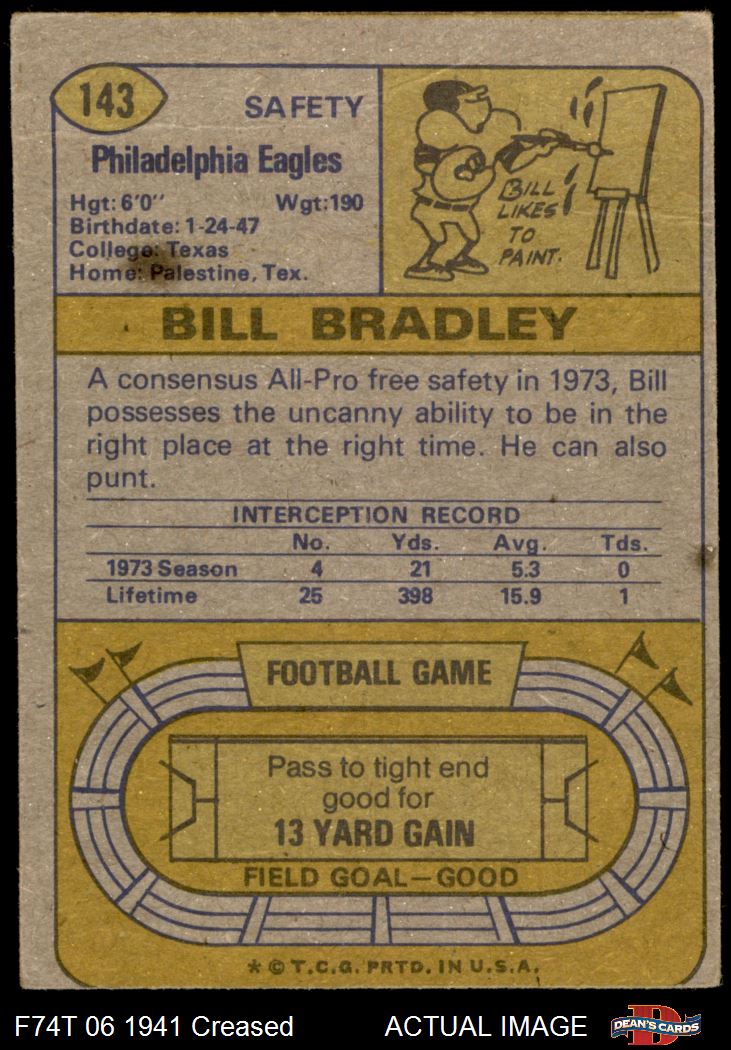 143
SAFETY
Philadelphia Eagles
Hgt: 6'0" Wgt:190
Birthdate: 1-24-47
College: Texas
Home: Palestine, Tex.
BILL
LIKES
TO
PAINT.
BILL BRADLEY
A consensus All-Pro free safety in 1973, Bill
possesses the uncanny ability to be in the
right place at the right time. He can also
punt.
INTERCEPTION RECORD
No. Yds. Avg. Tds.
1973 Season 4 21 5.3 0
Lifetime 25 398 15.9 1
FOOTBALL GAME
Pass to tight end
good for
13 YARD GAIN
FIELD GOAL—GOOD
* © T.C.G. PRTD. IN U.S.A.
F74T 06 1941 Creased ACTUAL IMAGE
D
DEAN'S CARDS